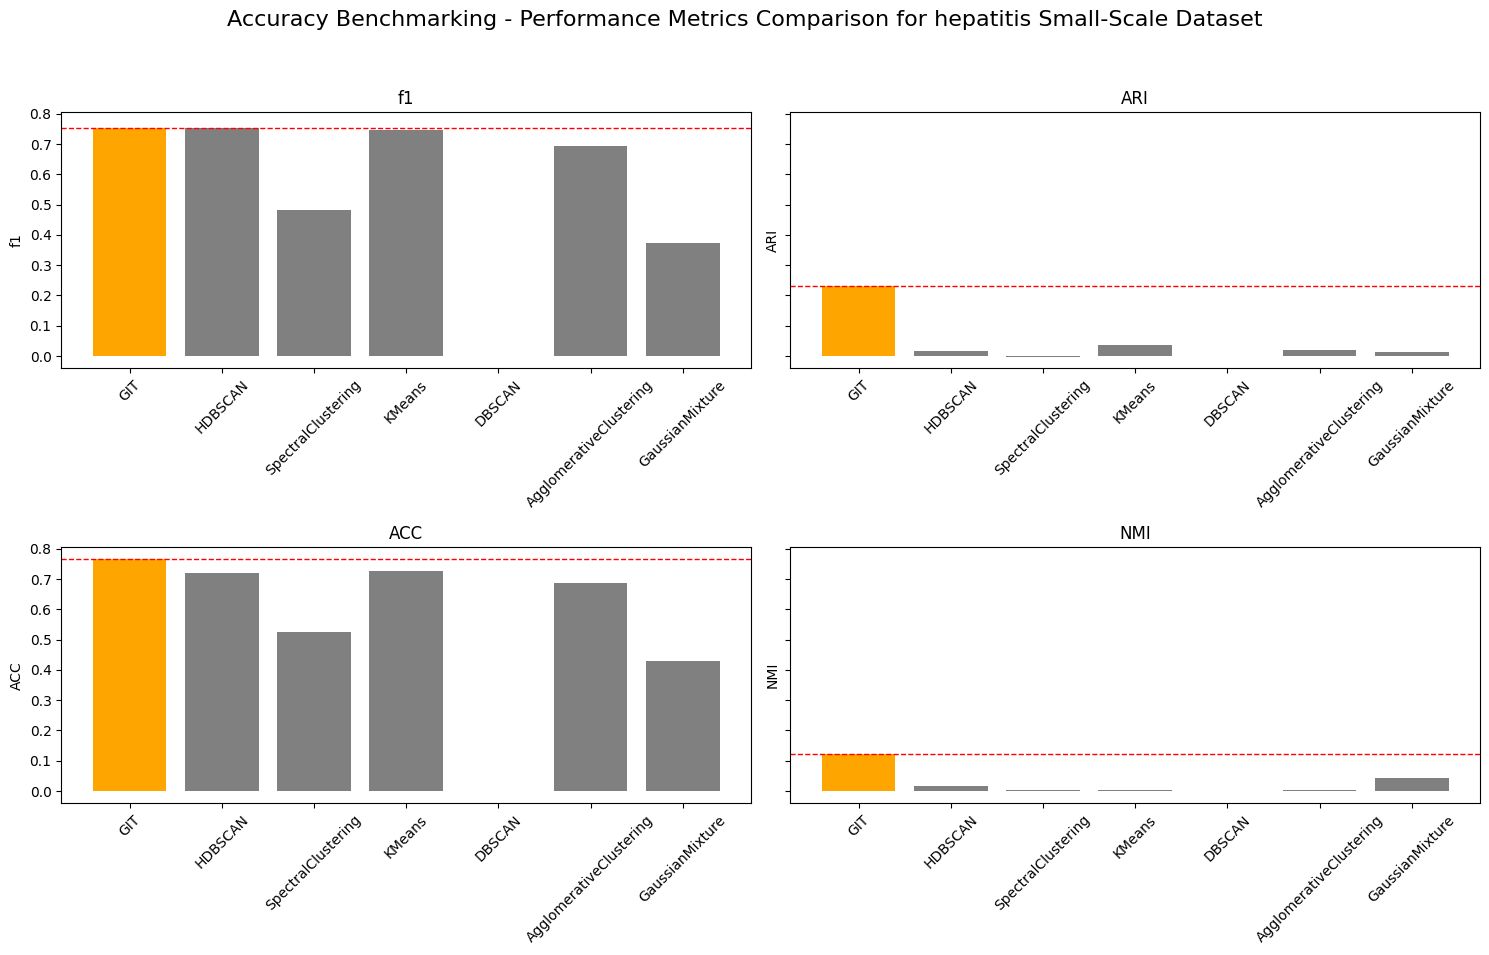 Accuracy Benchmarking - Performance Metrics Comparison for hepatitis Small-Scale Dataset
f1
0.8
0.7
0.6
0.5
0.4
0.3
0.2
0.1
0.0
f1
GIT
HDBSCAN
SpectralClustering
KMeans
DBSCAN
AgglomerativeClustering
GaussianMixture
ARI
ARI
GIT
HDBSCAN
SpectralClustering
KMeans
DBSCAN
AgglomerativeClustering
GaussianMixture
ACC
0.8
0.7
0.6
0.5
0.4
0.3
0.2
0.1
0.0
ACC
GIT
HDBSCAN
SpectralClustering
KMeans
DBSCAN
AgglomerativeClustering
GaussianMixture
NMI
NMI
GIT
HDBSCAN
SpectralClustering
KMeans
DBSCAN
AgglomerativeClustering
GaussianMixture